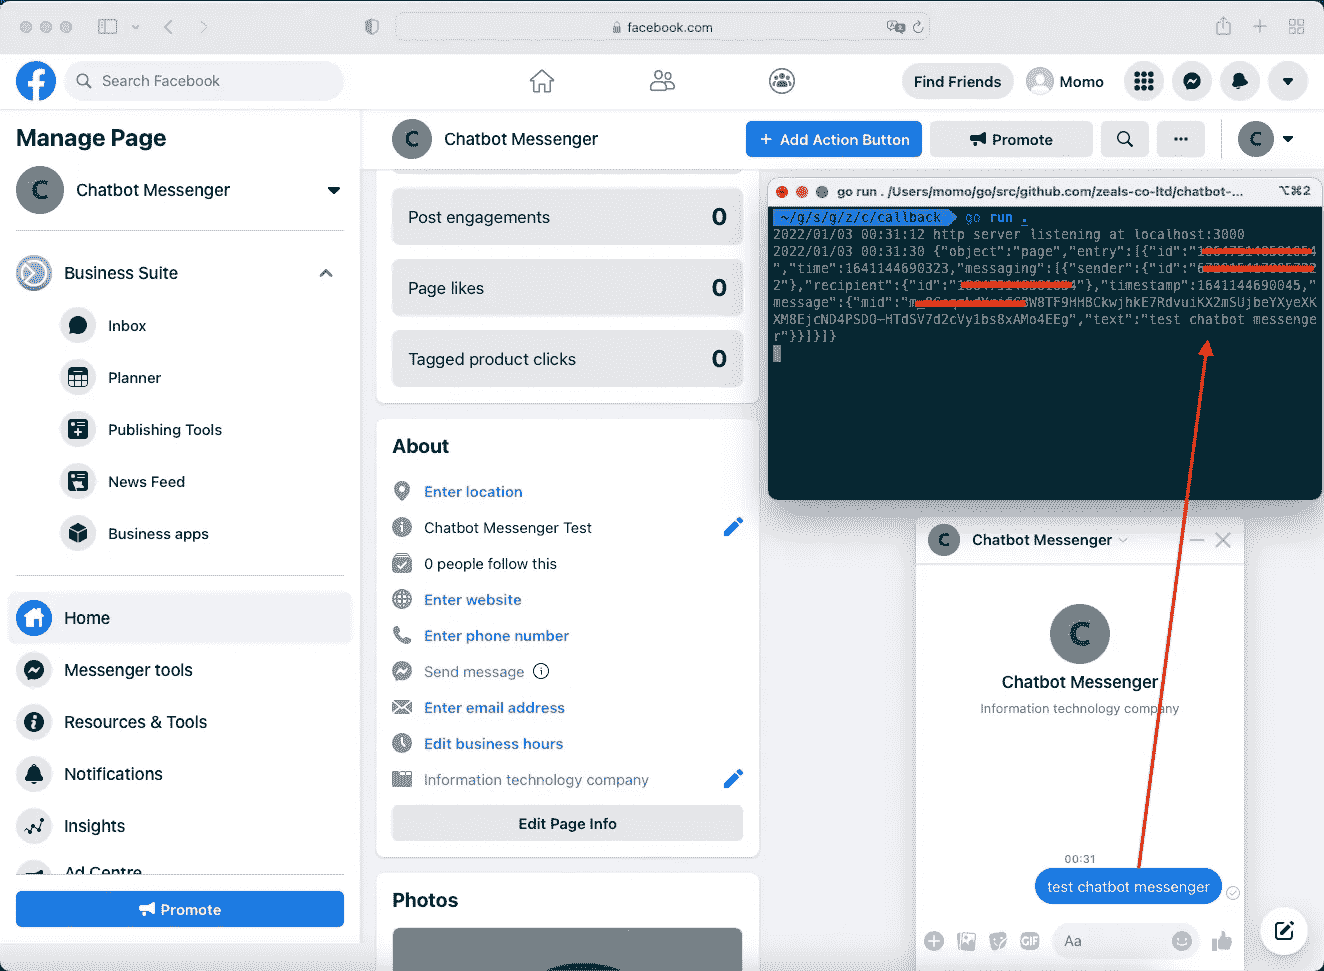 facebook.com
Search Facebook
Find Friends
Momo
Manage Page
C
Chatbot Messenger
Business Suite
Inbox
Planner
Publishing Tools
News Feed
Business apps
Home
Messenger tools
Resources & Tools
Notifications
Insights
Ad Centre
Promote
C
Chatbot Messenger
+ Add Action Button
Promote
C
Post engagements 0
Page likes 0
Tagged product clicks 0
About
Enter location
Chatbot Messenger Test
0 people follow this
Enter website
Enter phone number
Send message
Enter email address
Edit business hours
Information technology company
Edit Page Info
Photos
go run . /Users/momo/go/src/github.com/zeals-co-ltd/chatbot-... ⌥⌘2
~/g/s/g/z/c/callback go run .
2022/01/03 00:31:12 http server listening at localhost:3000
2022/01/03 00:31:30 {"object":"page","entry":[{"id":"
","time":1641144690323,"messaging":[{"sender":{"id":"
2"},"recipient":{"id":" "},"timestamp":1641144690045,"
message":{"mid":" W8TF9HHBCkwjhkE7RdvuiKX2mSUjbeYXyeXK
XM8EjcND4PSDO-HTdSV7d2cVy1bs8xAMo4EEg","text":"test chatbot messenge
r"}}]}]}
C
Chatbot Messenger
C
Chatbot Messenger
Information technology company
00:31
test chatbot messenger
GIF
Aa